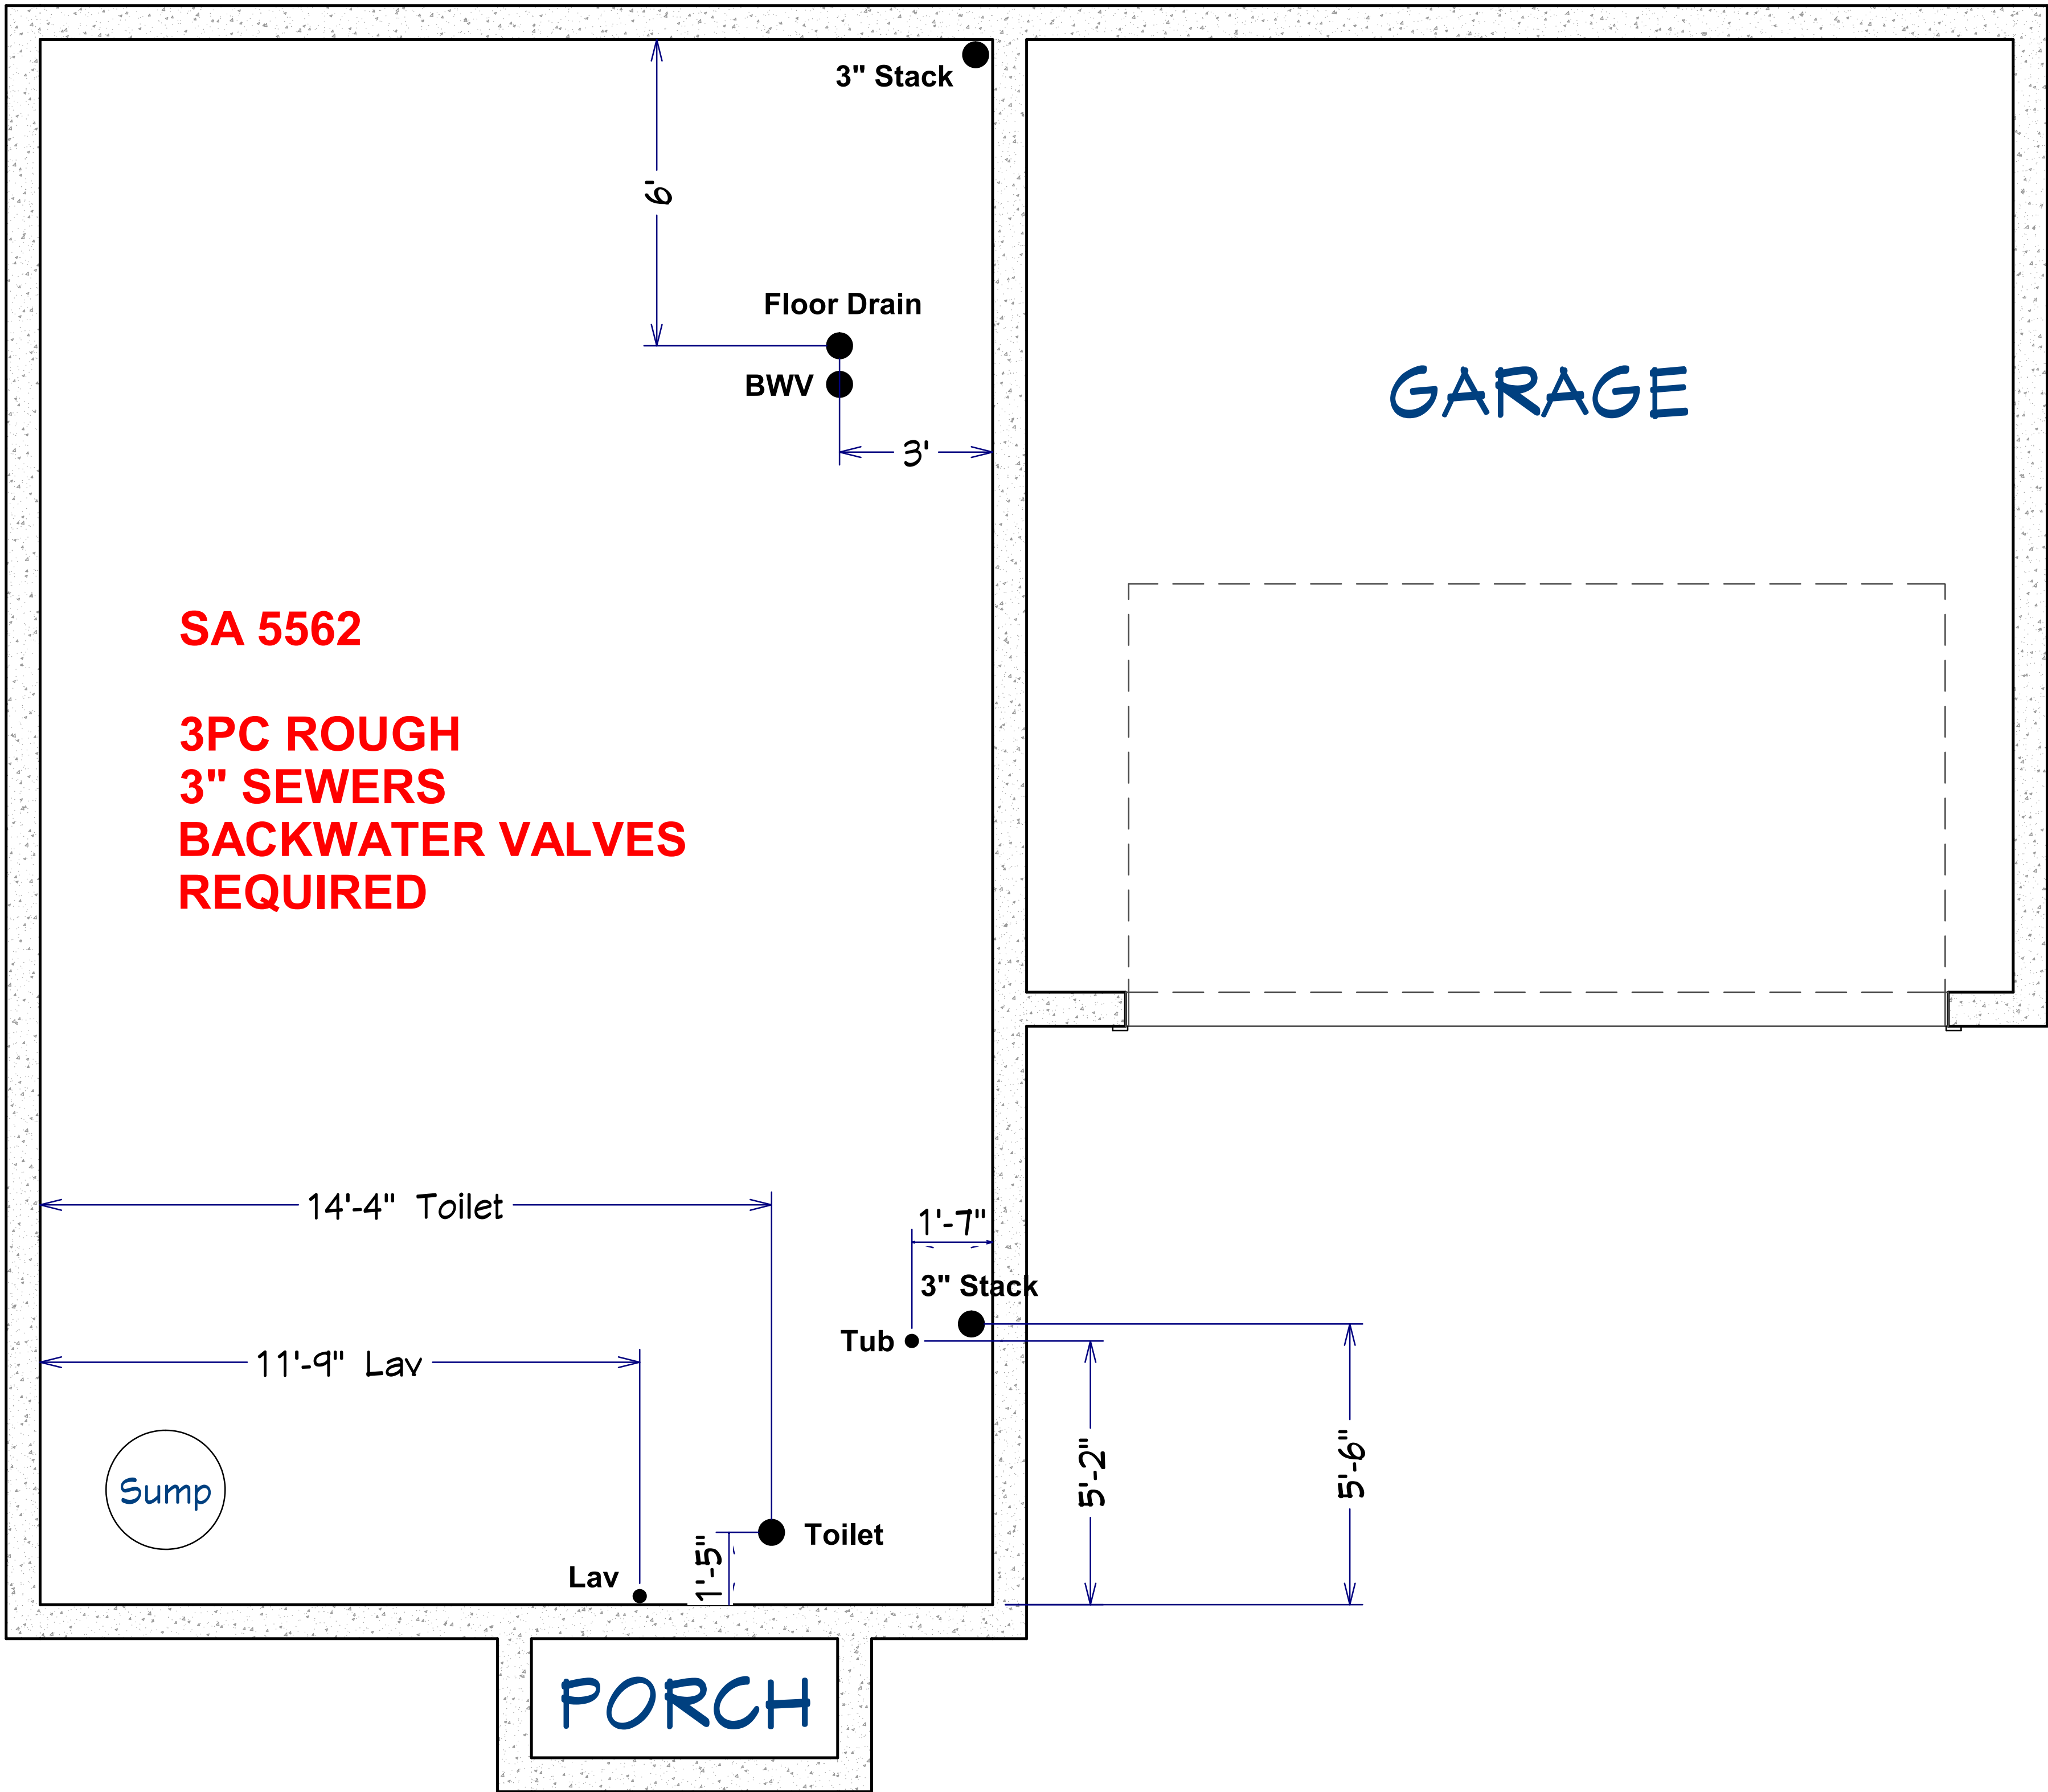 3" Stack
6'
Floor Drain
BWV
3'
GARAGE
SA 5562
3PC ROUGH
3" SEWERS
BACKWATER VALVES
REQUIRED
14'-4" Toilet
1'-7"
3" Stack
Tub
11'-9" Lav
5'-2"
5'-6"
Sump
Toilet
1'-5"
Lav
PORCH